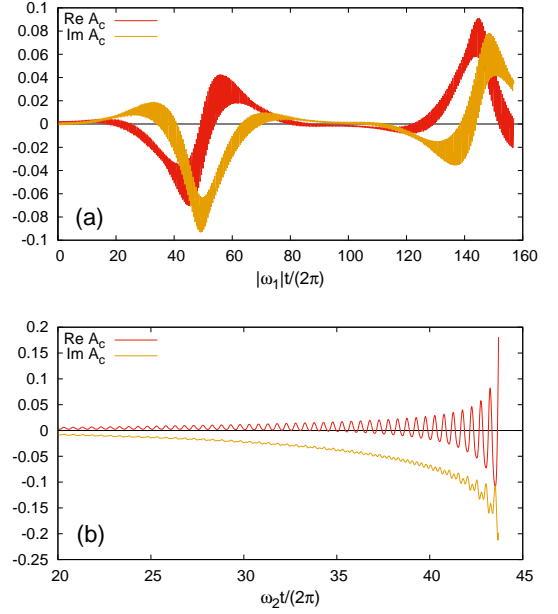 0.1
0.08
0.06
0.04
0.02
0
-0.02
-0.04
-0.06
-0.08
-0.1
Re A_c
Im A_c
(a)
0 20 40 60 80 100 120 140 160
|ω₁|t/(2π)
0.2
0.15
0.1
0.05
0
-0.05
-0.1
-0.15
-0.2
-0.25
Re A_c
Im A_c
(b)
20 25 30 35 40 45
ω₂t/(2π)